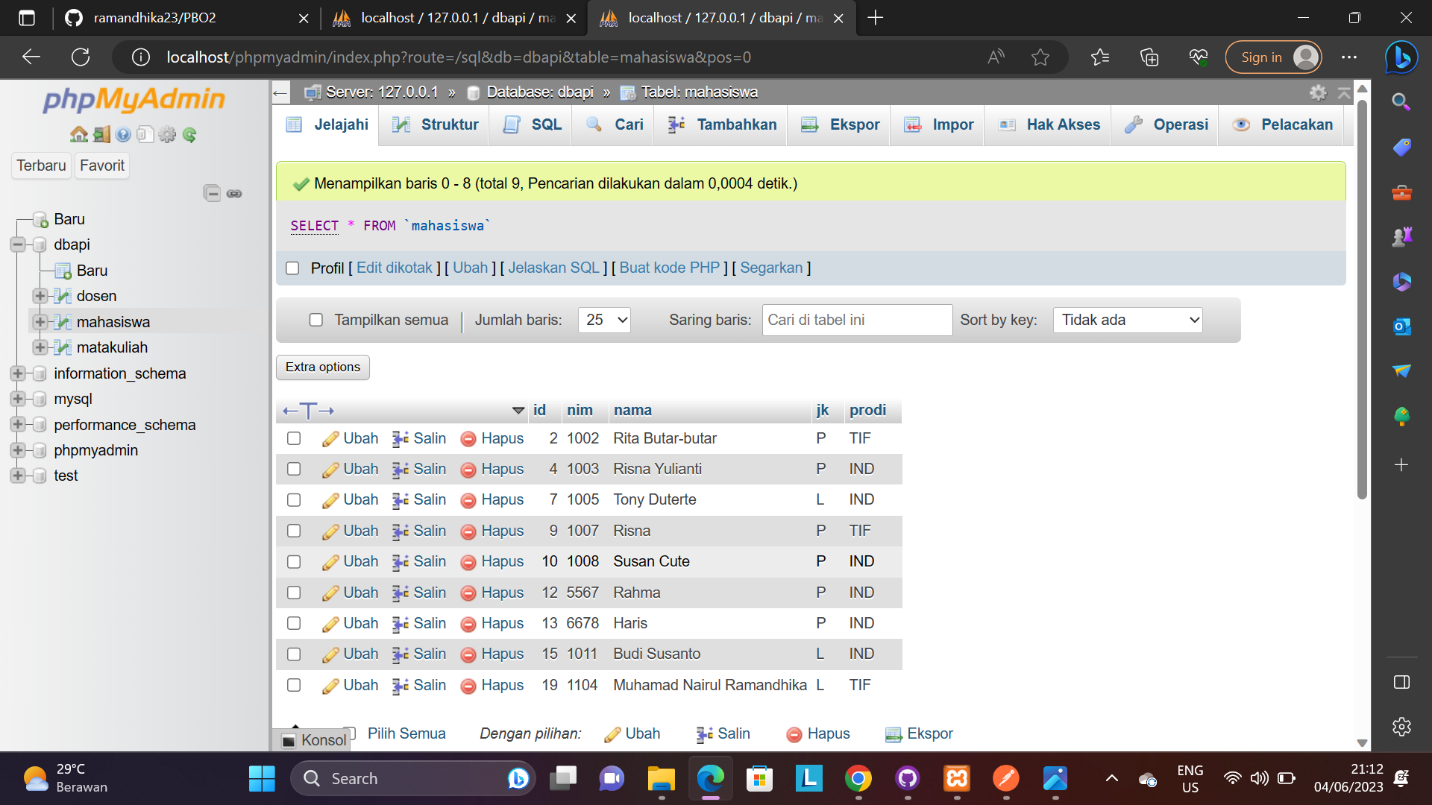 ramandhika23/PBO2
localhost / 127.0.0.1 / dbapi / ma
localhost / 127.0.0.1 / dbapi / ma
localhost/phpmyadmin/index.php?route=/sql&db=dbapi&table=mahasiswa&pos=0
Sign in
phpMyAdmin
Terbaru Favorit
Baru
dbapi
Baru
dosen
mahasiswa
matakuliah
information_schema
mysql
performance_schema
phpmyadmin
test
Server: 127.0.0.1 » Database: dbapi » Tabel: mahasiswa
Jelajahi Struktur SQL Cari Tambahkan Ekspor Impor Hak Akses Operasi Pelacakan
Menampilkan baris 0 - 8 (total 9, Pencarian dilakukan dalam 0,0004 detik.)
SELECT * FROM `mahasiswa`
Profil [ Edit dikotak ] [ Ubah ] [ Jelaskan SQL ] [ Buat kode PHP ] [ Segarkan ]
Tampilkan semua Jumlah baris: 25 Saring baris: Cari di tabel ini Sort by key: Tidak ada
Extra options
←T→ id nim nama jk prodi
Ubah Salin Hapus 2 1002 Rita Butar-butar P TIF
Ubah Salin Hapus 4 1003 Risna Yulianti P IND
Ubah Salin Hapus 7 1005 Tony Duterte L IND
Ubah Salin Hapus 9 1007 Risna P TIF
Ubah Salin Hapus 10 1008 Susan Cute P IND
Ubah Salin Hapus 12 5567 Rahma P IND
Ubah Salin Hapus 13 6678 Haris P IND
Ubah Salin Hapus 15 1011 Budi Susanto L IND
Ubah Salin Hapus 19 1104 Muhamad Nairul Ramandhika L TIF
Pilih Semua Dengan pilihan: Ubah Salin Hapus Ekspor
Konsol
29°C
Berawan
Search
ENG
US
21:12
04/06/2023